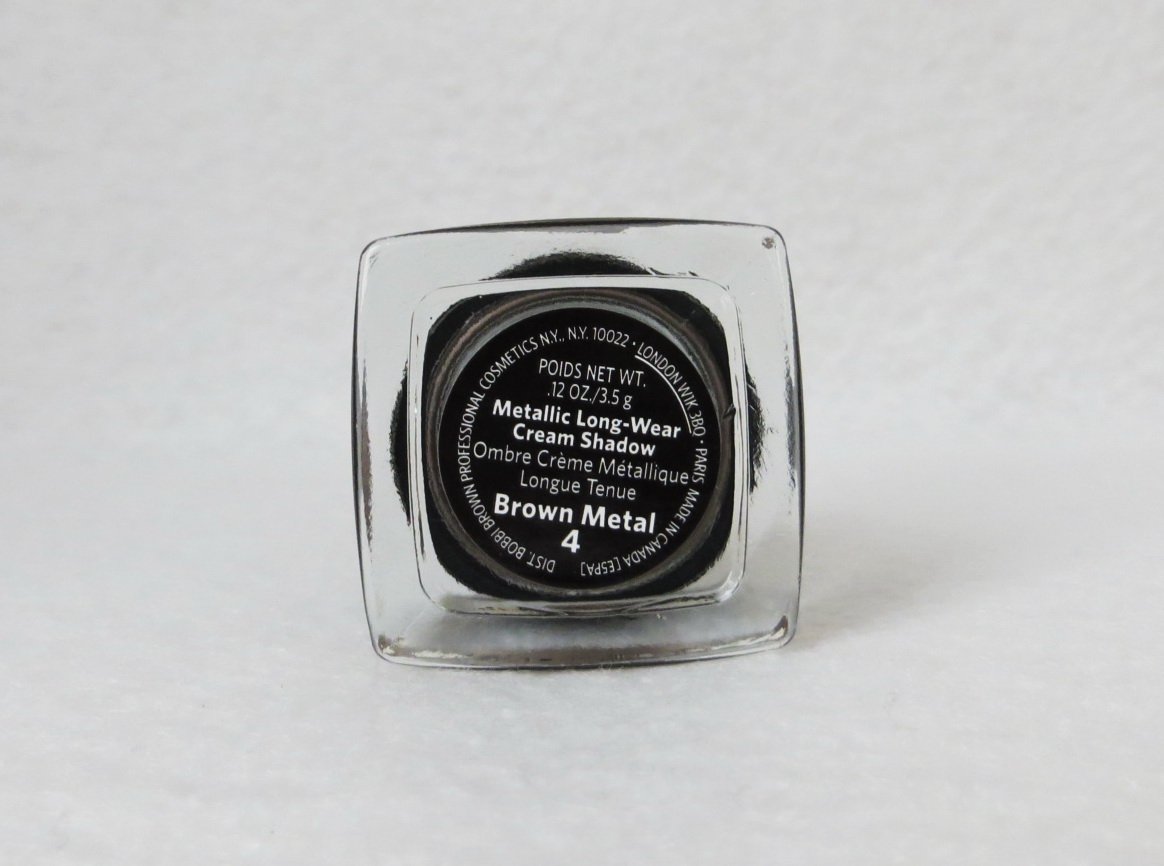 DIST. BOBBI BROWN PROFESSIONAL COSMETICS N.Y., N.Y. 10022 • LONDON W1K 3BQ • PARIS MADE IN CANADA [ESPA]
POIDS NET WT.
.12 OZ./3.5 g
Metallic Long-Wear
Cream Shadow
Ombre Crème Métallique
Longue Tenue
Brown Metal
4